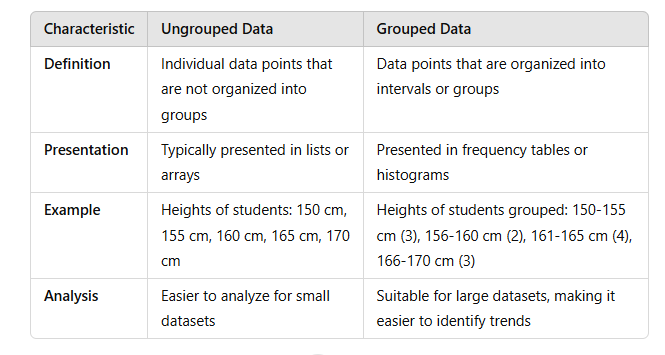 Characteristic Ungrouped Data Grouped Data
Definition Individual data points that Data points that are organized into
are not organized into intervals or groups
groups
Presentation Typically presented in lists or Presented in frequency tables or
arrays histograms
Example Heights of students: 150 cm, Heights of students grouped: 150-155
155 cm, 160 cm, 165 cm, 170 cm (3), 156-160 cm (2), 161-165 cm (4),
cm 166-170 cm (3)
Analysis Easier to analyze for small Suitable for large datasets, making it
datasets easier to identify trends